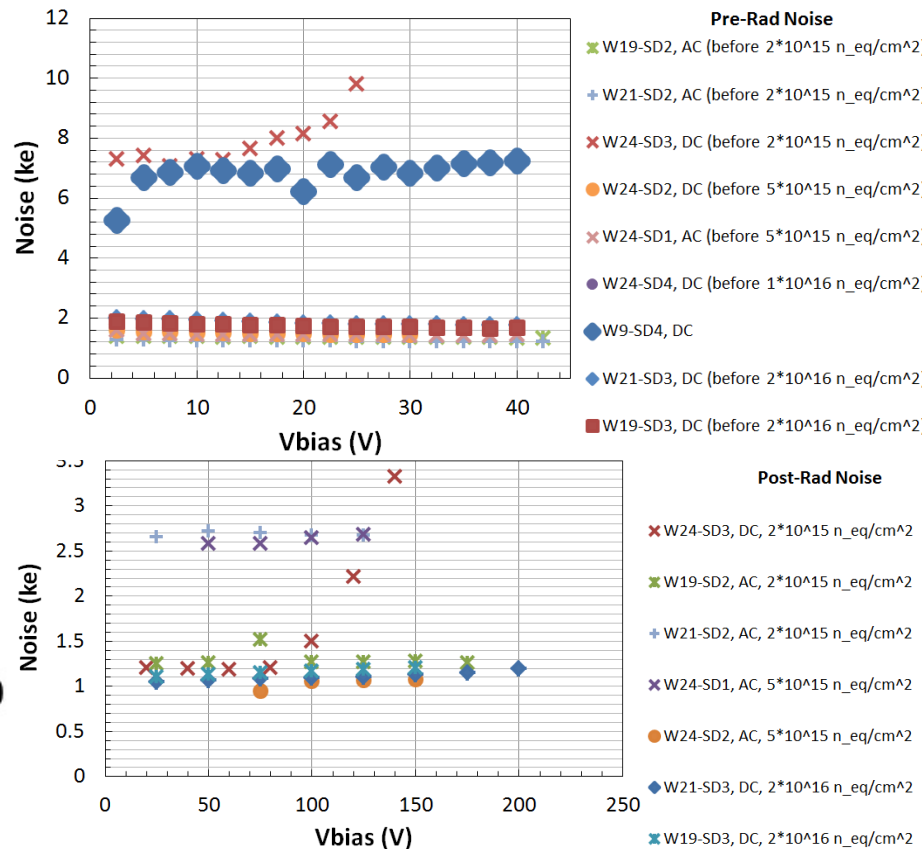 Pre-Rad Noise
12
10
8
6
4
2
0
Noise (ke)
0 10 20 30 40
Vbias (V)
W19-SD2, AC (before 2*10^15 n_eq/cm^2)
W21-SD2, AC (before 2*10^15 n_eq/cm^2)
W24-SD3, DC (before 2*10^15 n_eq/cm^2)
W24-SD2, DC (before 5*10^15 n_eq/cm^2)
W24-SD1, AC (before 5*10^15 n_eq/cm^2)
W24-SD4, DC (before 1*10^16 n_eq/cm^2)
W9-SD4, DC
W21-SD3, DC (before 2*10^16 n_eq/cm^2)
W19-SD3, DC (before 2*10^16 n_eq/cm^2)
Post-Rad Noise
3.5
3
2.5
2
1.5
1
0.5
0
Noise (ke)
0 50 100 150 200 250
Vbias (V)
W24-SD3, DC, 2*10^15 n_eq/cm^2
W19-SD2, AC, 2*10^15 n_eq/cm^2
W21-SD2, AC, 2*10^15 n_eq/cm^2
W24-SD1, AC, 5*10^15 n_eq/cm^2
W24-SD2, AC, 5*10^15 n_eq/cm^2
W21-SD3, DC, 2*10^16 n_eq/cm^2
W19-SD3, DC, 2*10^16 n_eq/cm^2